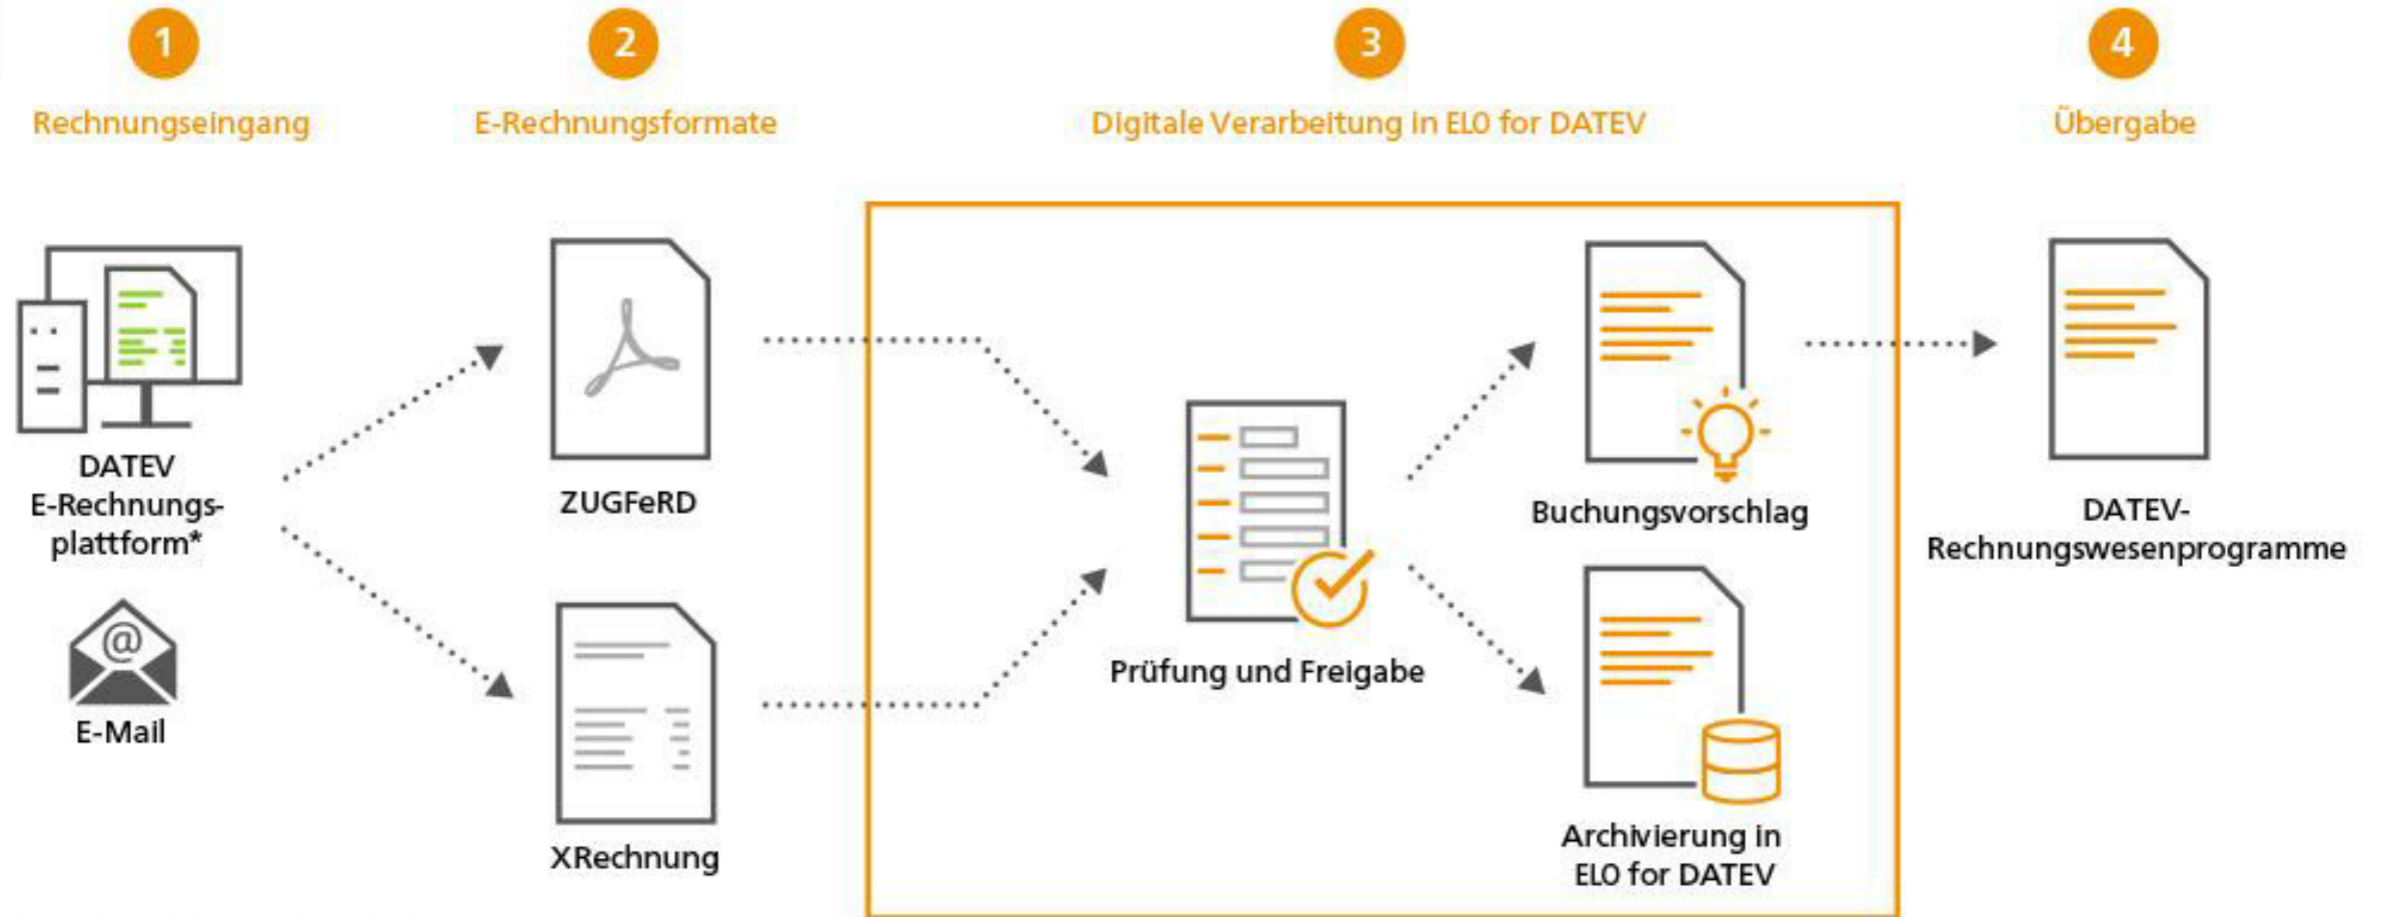 1
Rechnungseingang
2
E-Rechnungsformate
3
Digitale Verarbeitung in ELO for DATEV
4
Übergabe
DATEV
E-Rechnungs-
plattform*
@
E-Mail
ZUGFeRD
XRechnung
Prüfung und Freigabe
Buchungsvorschlag
Archivierung in
ELO for DATEV
DATEV-
Rechnungswesenprogramme